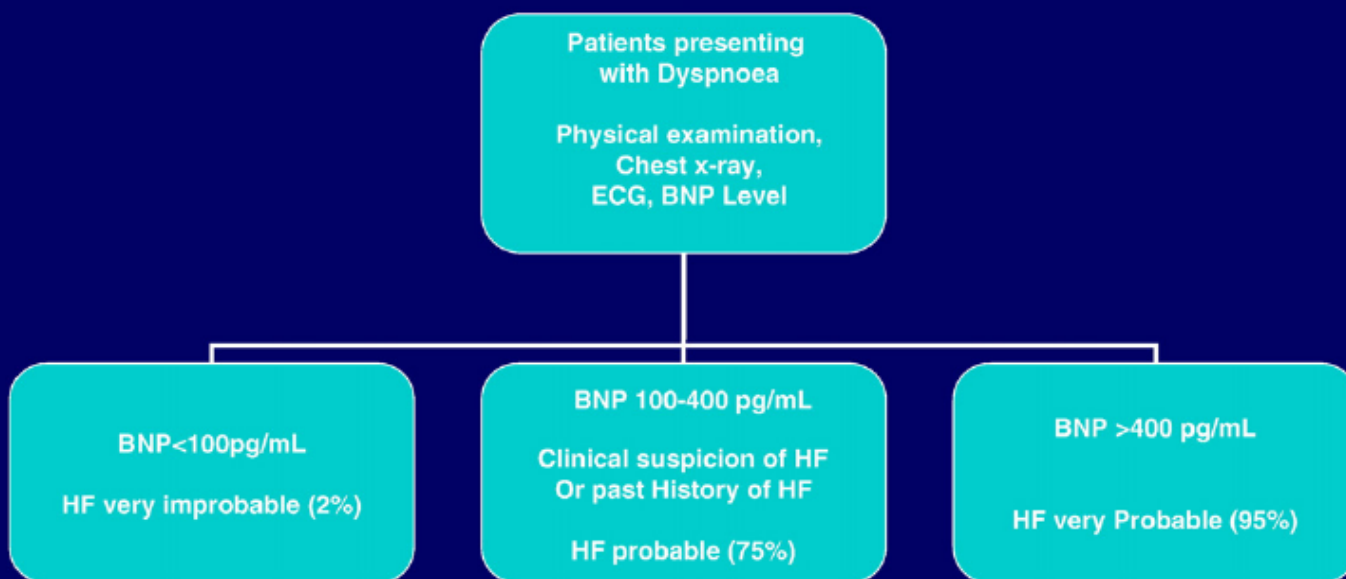 Patients presenting
with Dyspnoea
Physical examination,
Chest x-ray,
ECG, BNP Level
BNP<100pg/mL
HF very improbable (2%)
BNP 100-400 pg/mL
Clinical suspicion of HF
Or past History of HF
HF probable (75%)
BNP >400 pg/mL
HF very Probable (95%)